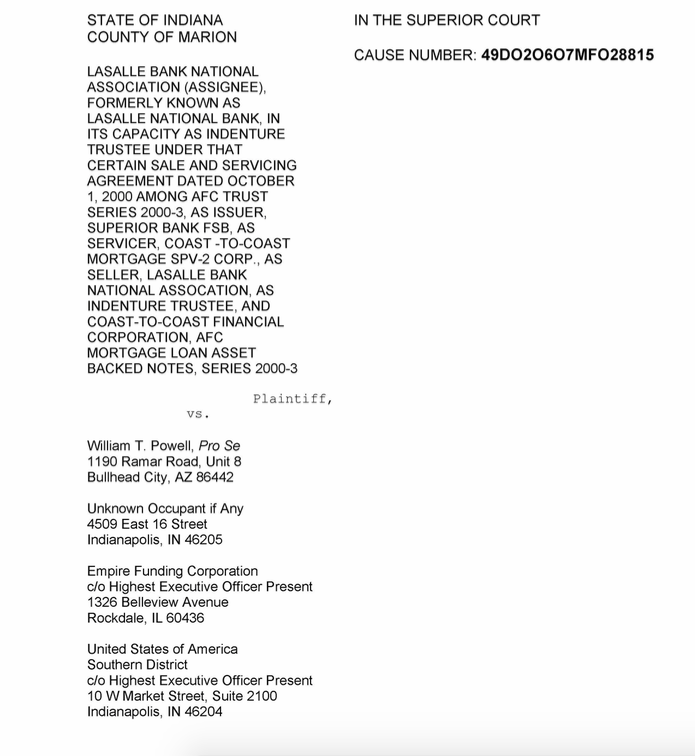 STATE OF INDIANA
COUNTY OF MARION
IN THE SUPERIOR COURT
CAUSE NUMBER: 49DO2O6O7MFO28815
LASALLE BANK NATIONAL
ASSOCIATION (ASSIGNEE),
FORMERLY KNOWN AS
LASALLE NATIONAL BANK, IN
ITS CAPACITY AS INDENTURE
TRUSTEE UNDER THAT
CERTAIN SALE AND SERVICING
AGREEMENT DATED OCTOBER
1, 2000 AMONG AFC TRUST
SERIES 2000-3, AS ISSUER,
SUPERIOR BANK FSB, AS
SERVICER, COAST -TO-COAST
MORTGAGE SPV-2 CORP., AS
SELLER, LASALLE BANK
NATIONAL ASSOCATION, AS
INDENTURE TRUSTEE, AND
COAST-TO-COAST FINANCIAL
CORPORATION, AFC
MORTGAGE LOAN ASSET
BACKED NOTES, SERIES 2000-3
Plaintiff,
vs.
William T. Powell, Pro Se
1190 Ramar Road, Unit 8
Bullhead City, AZ 86442
Unknown Occupant if Any
4509 East 16 Street
Indianapolis, IN 46205
Empire Funding Corporation
c/o Highest Executive Officer Present
1326 Belleview Avenue
Rockdale, IL 60436
United States of America
Southern District
c/o Highest Executive Officer Present
10 W Market Street, Suite 2100
Indianapolis, IN 46204